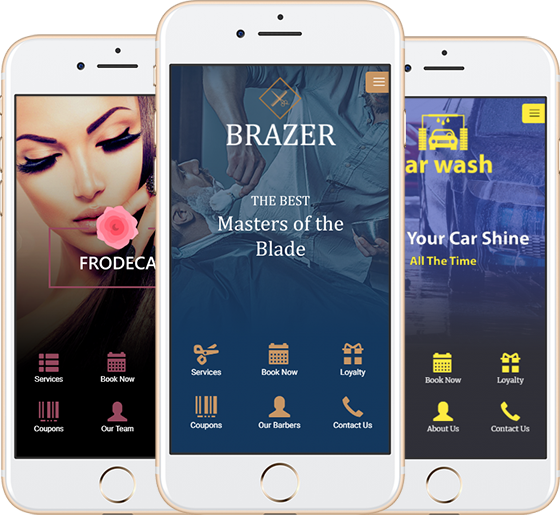 FRODECA
Services
Book Now
Coupons
Our Team
BRAZER
THE BEST
Masters of the
Blade
Services
Book Now
Loyalty
Coupons
Our Barbers
Contact Us
ar wash
Your Car Shine
All The Time
Book Now
Loyalty
About Us
Contact Us